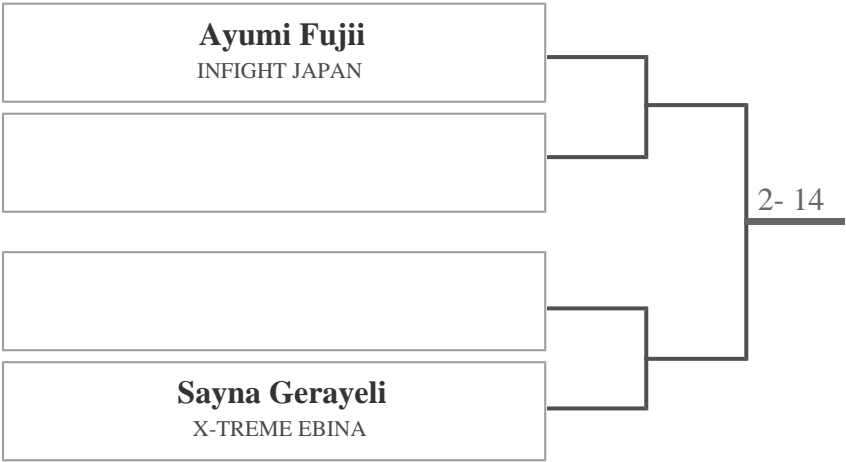 Ayumi Fujii
INFIGHT JAPAN
2- 14
Sayna Gerayeli
X-TREME EBINA